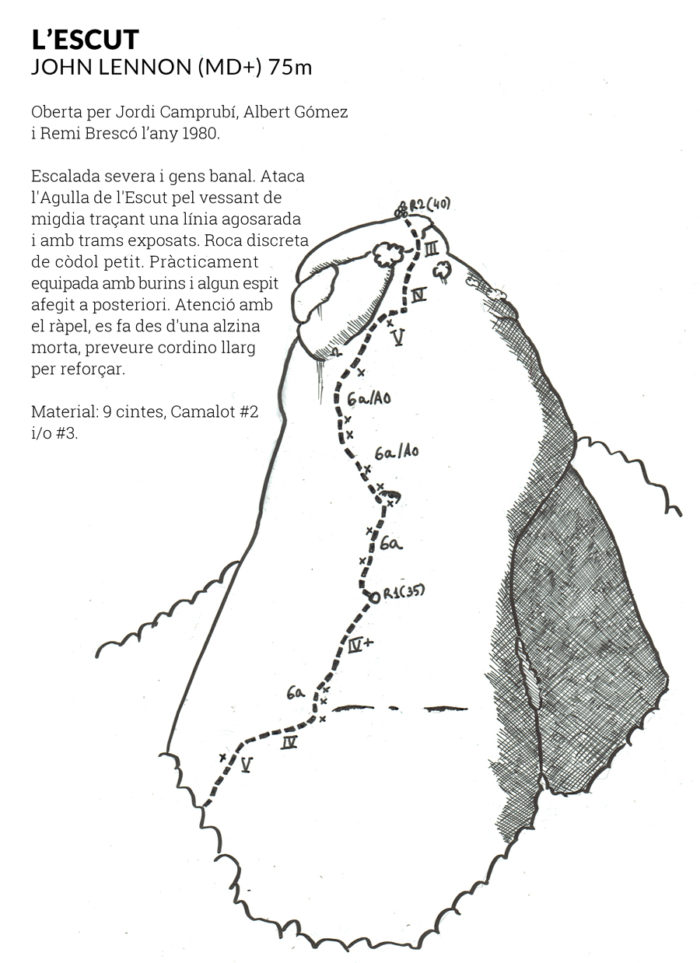 L'ESCUT
JOHN LENNON (MD+) 75m
Oberta per Jordi Camprubí, Albert Gómez
i Remi Brescó l'any 1980.
Escalada severa i gens banal. Ataca
l'Agulla de l'Escut pel vessant de
migdia traçant una línia agosarada
i amb trams exposats. Roca discreta
de còdol petit. Pràcticament
equipada amb burins i algun espit
afegit a posteriori. Atenció amb
el ràpel, es fa des d'una alzina
morta, preveure cordino llarg
per reforçar.
Material: 9 cintes, Camalot #2
i/o #3.
R2(40)
III
IV
V
6a/A0
6a/A0
6a
R1(35)
IV+
6a
IV
V